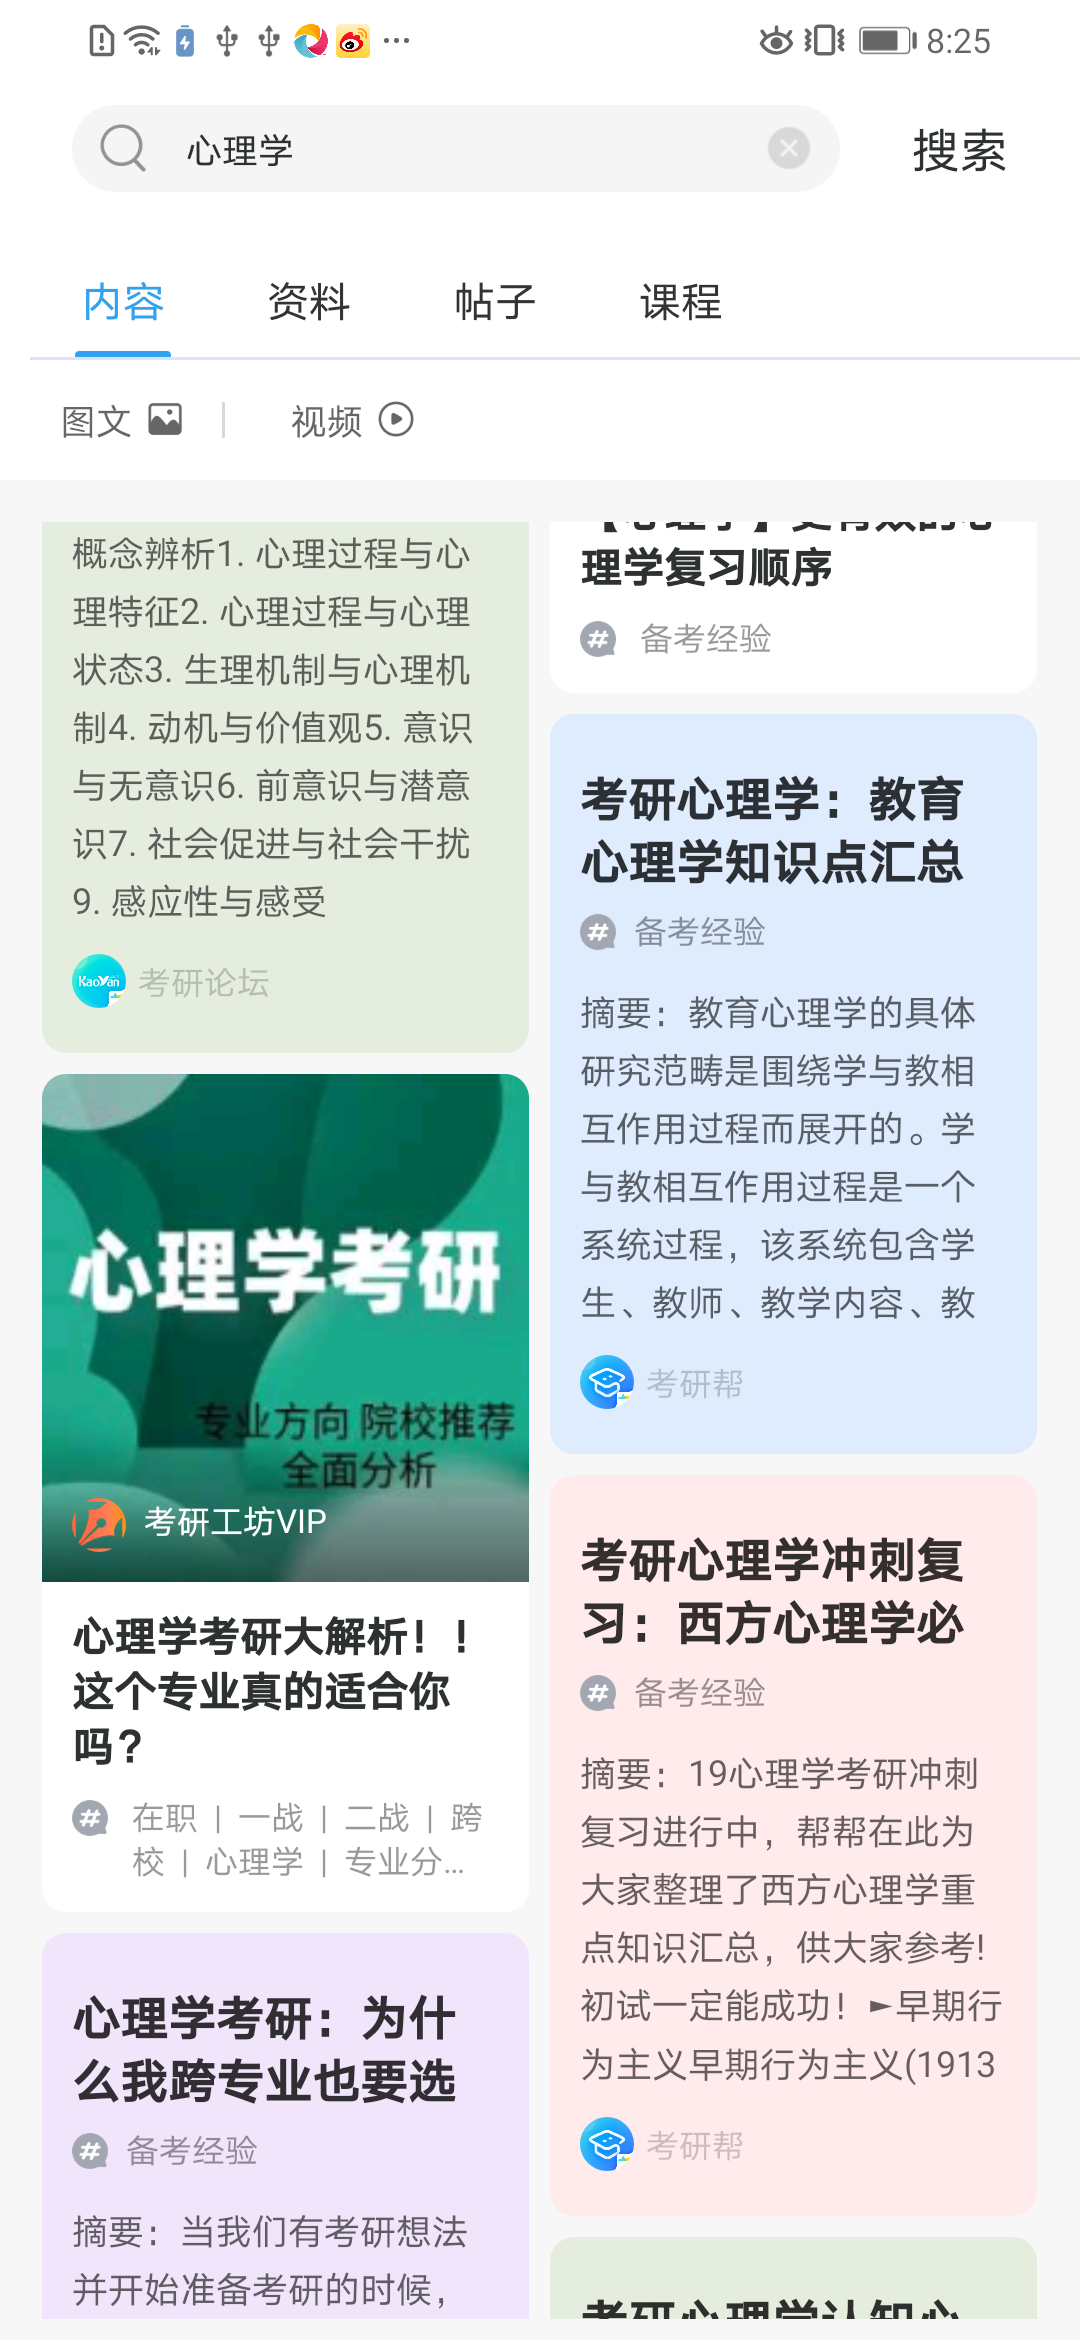 8:25
心理学
搜索
内容
资料
帖子
课程
图文
视频
概念辨析1. 心理过程与心
理特征2. 心理过程与心理
状态3. 生理机制与心理机
制4. 动机与价值观5. 意识
与无意识6. 前意识与潜意
识7. 社会促进与社会干扰
9. 感应性与感受
KaoYan
考研论坛
心理学考研
专业方向 院校推荐
全面分析
考研工坊VIP
心理学考研大解析！！
这个专业真的适合你
吗？
# 在职 | 一战 | 二战 | 跨
校 | 心理学 | 专业分...
心理学考研：为什
么我跨专业也要选
# 备考经验
摘要：当我们有考研想法
并开始准备考研的时候，
【心理学】更有效的心
理学复习顺序
# 备考经验
考研心理学：教育
心理学知识点汇总
# 备考经验
摘要：教育心理学的具体
研究范畴是围绕学与教相
互作用过程而展开的。学
与教相互作用过程是一个
系统过程，该系统包含学
生、教师、教学内容、教
考研帮
考研心理学冲刺复
习：西方心理学必
# 备考经验
摘要：19心理学考研冲刺
复习进行中，帮帮在此为
大家整理了西方心理学重
点知识汇总，供大家参考!
初试一定能成功！►早期行
为主义早期行为主义(1913
考研帮
考研心理学认知心